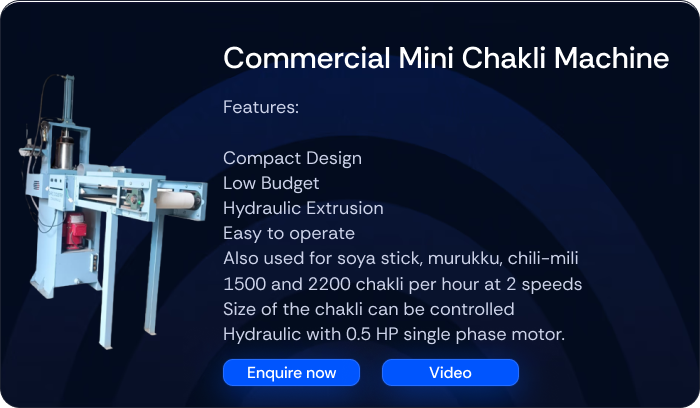 Commercial Mini Chakli Machine
Features:
Compact Design
Low Budget
Hydraulic Extrusion
Easy to operate
Also used for soya stick, murukku, chili-mili
1500 and 2200 chakli per hour at 2 speeds
Size of the chakli can be controlled
Hydraulic with 0.5 HP single phase motor.
Enquire now
Video